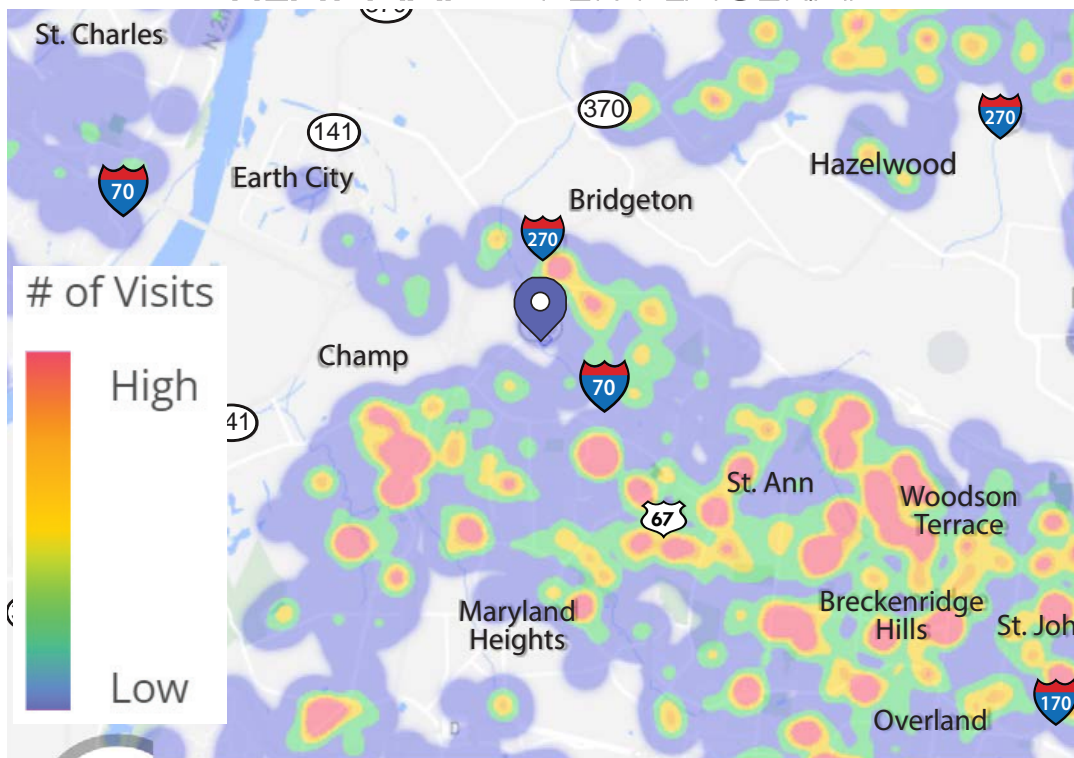 St. Charles
370
270
141
Hazelwood
Earth City
70
Bridgeton
270
# of Visits
Champ
High
70
41
St. Ann
Woodson
Terrace
67
Maryland
Heights
Breckenridge
Hills
St. Joh
Low
170
Overland